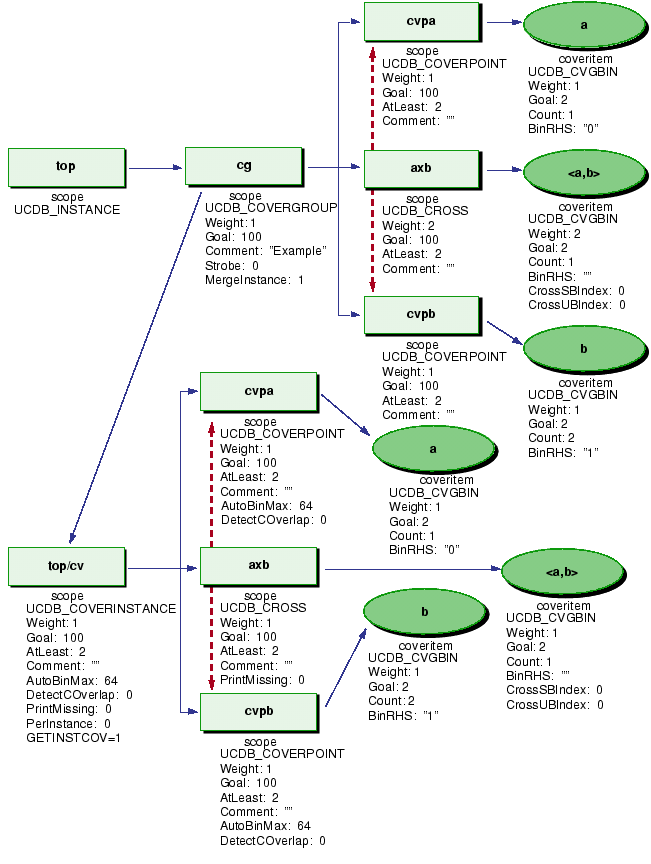 cvpa
scope
UCDB_COVERPOINT
Weight: 1
Goal: 100
AtLeast: 2
Comment: ""
a
coveritem
UCDB_CVGBIN
Weight: 1
Goal: 2
Count: 1
BinRHS: "0"
top
scope
UCDB_INSTANCE
cg
scope
UCDB_COVERGROUP
Weight: 1
Goal: 100
Comment: "Example"
Strobe: 0
MergeInstance: 1
axb
scope
UCDB_CROSS
Weight: 2
Goal: 100
AtLeast: 2
Comment: ""
<a,b>
coveritem
UCDB_CVGBIN
Weight: 2
Goal: 2
Count: 1
BinRHS: ""
CrossSBIndex: 0
CrossUBIndex: 0
cvpb
scope
UCDB_COVERPOINT
Weight: 1
Goal: 100
AtLeast: 2
Comment: ""
b
coveritem
UCDB_CVGBIN
Weight: 1
Goal: 2
Count: 2
BinRHS: "1"
cvpa
scope
UCDB_COVERPOINT
Weight: 1
Goal: 100
AtLeast: 2
Comment: ""
AutoBinMax: 64
DetectCOverlap: 0
a
coveritem
UCDB_CVGBIN
Weight: 1
Goal: 2
Count: 1
BinRHS: "0"
top/cv
scope
UCDB_COVERINSTANCE
Weight: 1
Goal: 100
AtLeast: 2
Comment: ""
AutoBinMax: 64
DetectCOverlap: 0
PrintMissing: 0
PerInstance: 0
GETINSTCOV=1
axb
scope
UCDB_CROSS
Weight: 1
Goal: 100
AtLeast: 2
Comment: ""
PrintMissing: 0
<a,b>
coveritem
UCDB_CVGBIN
Weight: 1
Goal: 2
Count: 1
BinRHS: ""
CrossSBIndex: 0
CrossUBIndex: 0
b
coveritem
UCDB_CVGBIN
Weight: 1
Goal: 2
Count: 2
BinRHS: "1"
cvpb
scope
UCDB_COVERPOINT
Weight: 1
Goal: 100
AtLeast: 2
Comment: ""
AutoBinMax: 64
DetectCOverlap: 0